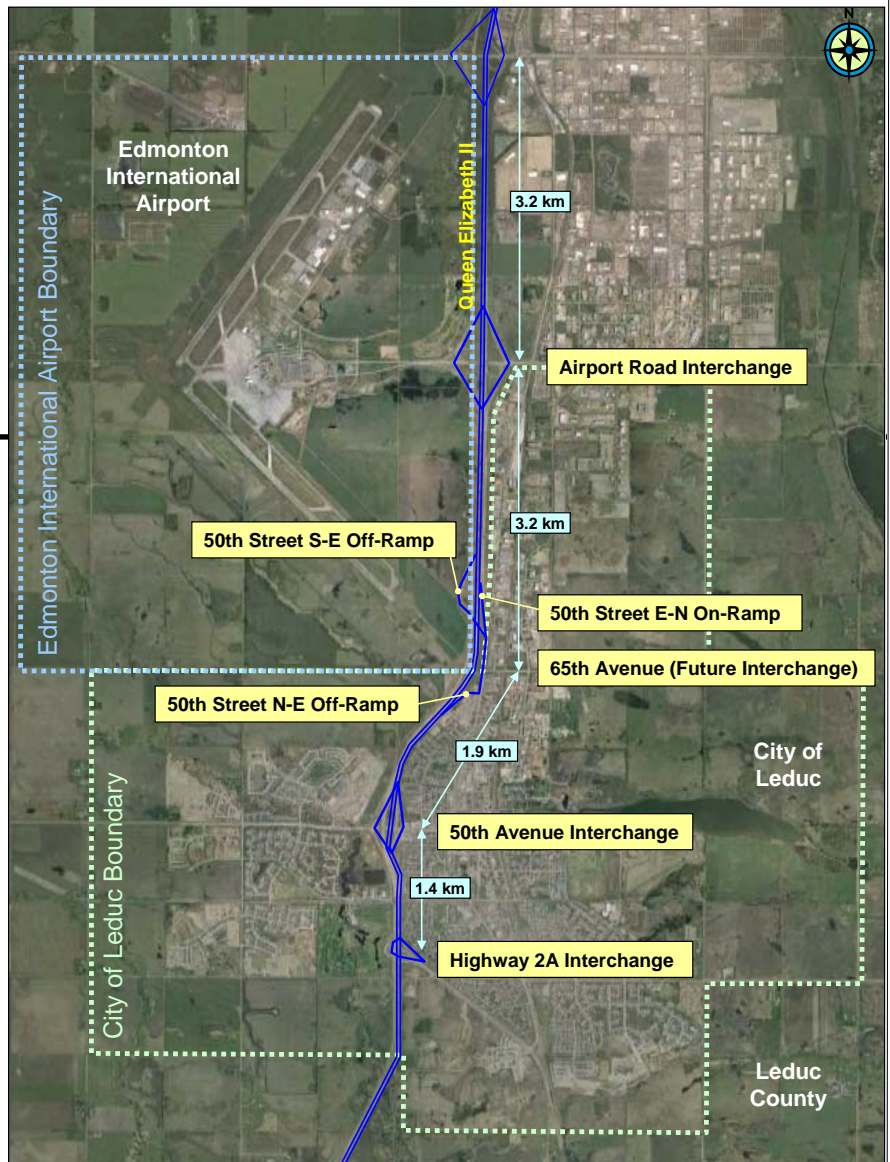 N
Edmonton
International
Airport
Edmonton International Airport Boundary
Queen Elizabeth II
3.2 km
Airport Road Interchange
3.2 km
50th Street S-E Off-Ramp
50th Street E-N On-Ramp
65th Avenue (Future Interchange)
50th Street N-E Off-Ramp
1.9 km
City of
Leduc
City of Leduc Boundary
50th Avenue Interchange
1.4 km
Highway 2A Interchange
Leduc
County